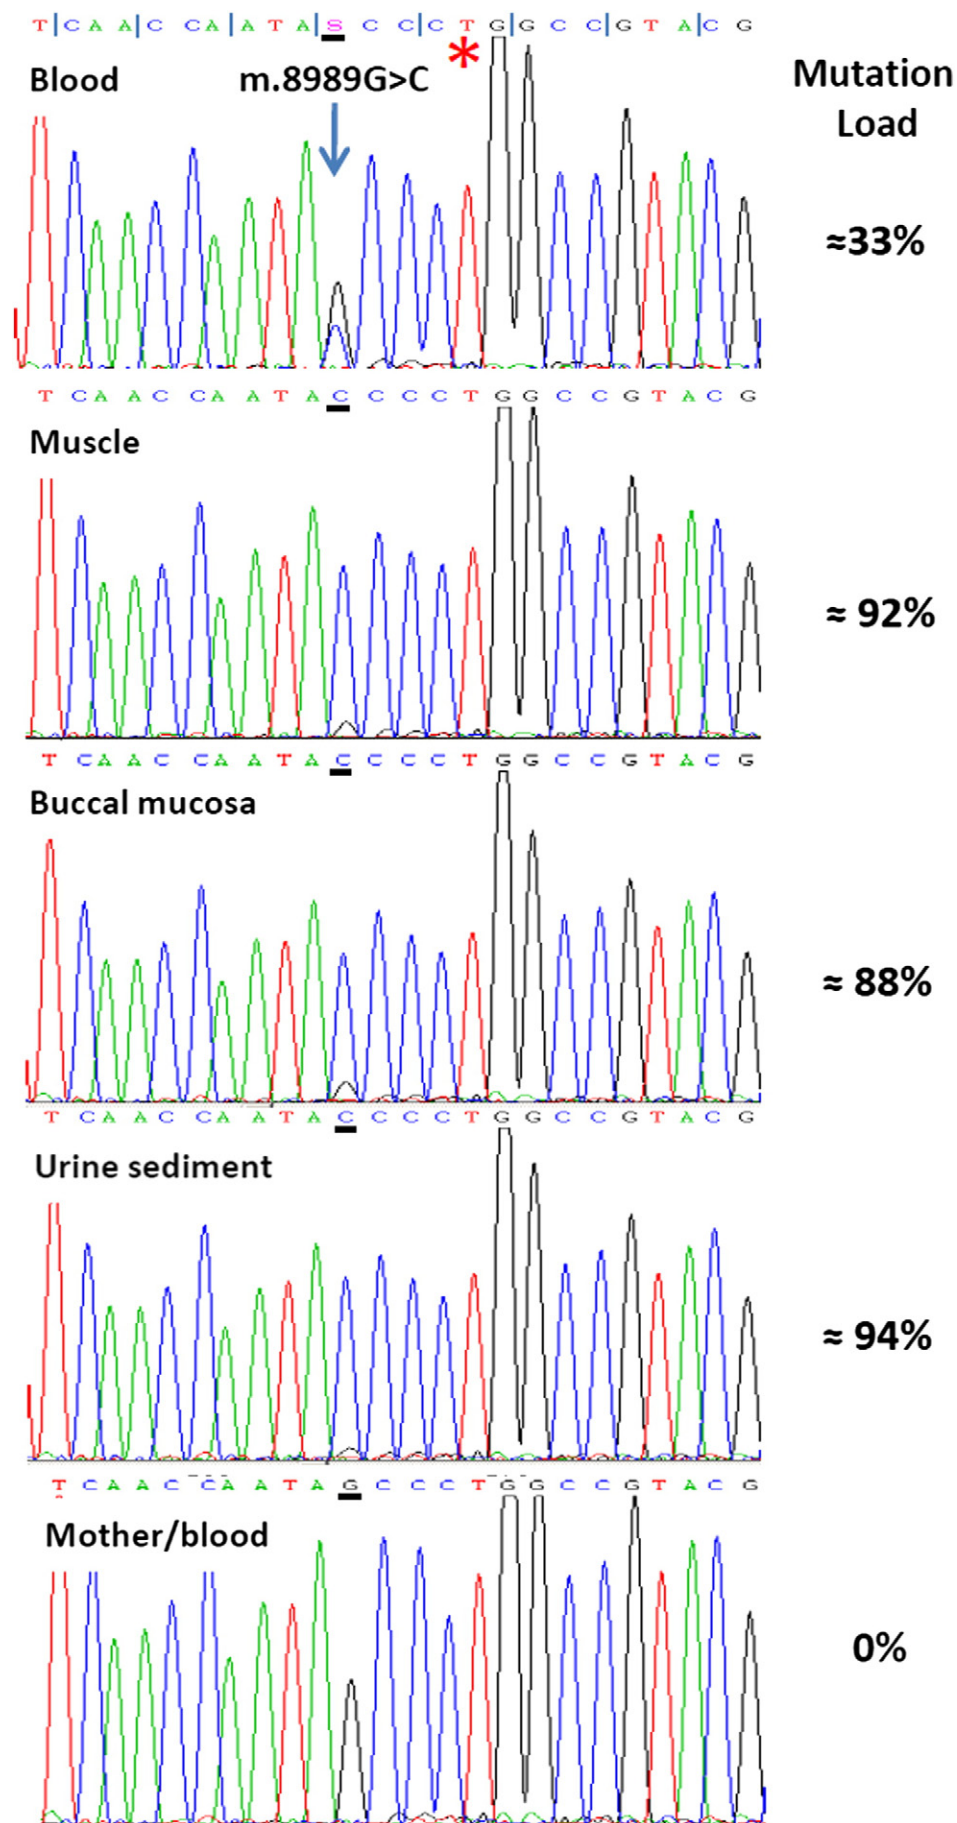 T|C A A|C C A|A T A|S C C|C T G|G C C|G T A|C G
*
Blood m.8989G>C Mutation
Load
≈33%
T C A A C C A A T A C C C C T G G C C G T A C G
Muscle
≈ 92%
T C A A C C A A T A C C C C T G G C C G T A C G
Buccal mucosa
≈ 88%
T C A A C C A A T A C C C C T G G C C G T A C G
Urine sediment
≈ 94%
T C A A C C A A T A G C C C T G G C C G T A C G
Mother/blood
0%